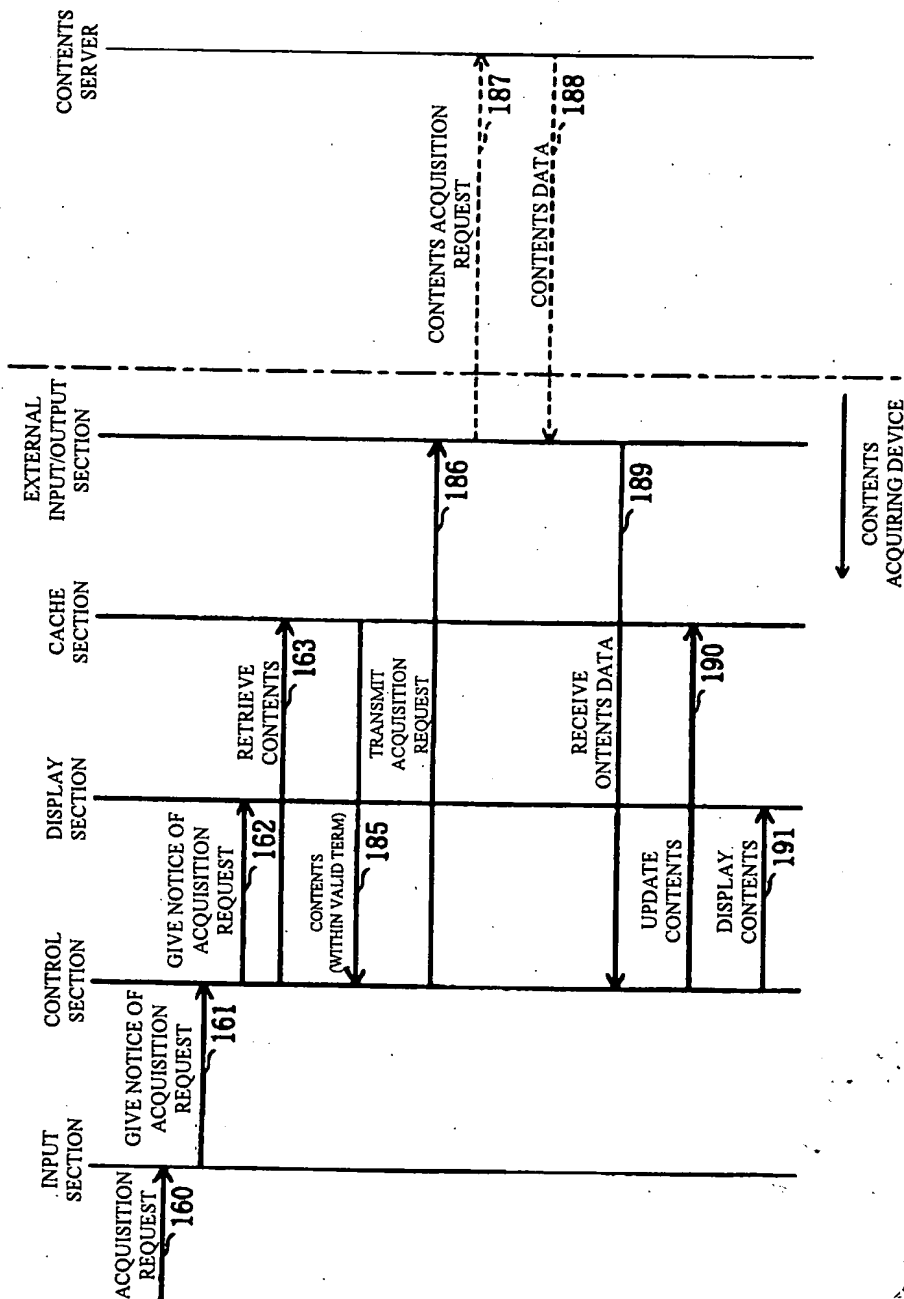 INPUT
SECTION
CONTROL
SECTION
DISPLAY
SECTION
CACHE
SECTION
EXTERNAL
INPUT/OUTPUT
SECTION
CONTENTS
SERVER
ACQUISITION
REQUEST
160
GIVE NOTICE OF
ACQUISITION
REQUEST
161
GIVE NOTICE OF
ACQUISITION
REQUEST
162
RETRIEVE
CONTENTS
163
CONTENTS
(WITHIN VALID TERM)
185
TRANSMIT
ACQUISITION
REQUEST
186
CONTENTS ACQUISITION
REQUEST
187
CONTENTS DATA
188
RECEIVE
ONTENTS DATA
189
UPDATE
CONTENTS
190
DISPLAY
CONTENTS
191
CONTENTS
ACQUIRING DEVICE